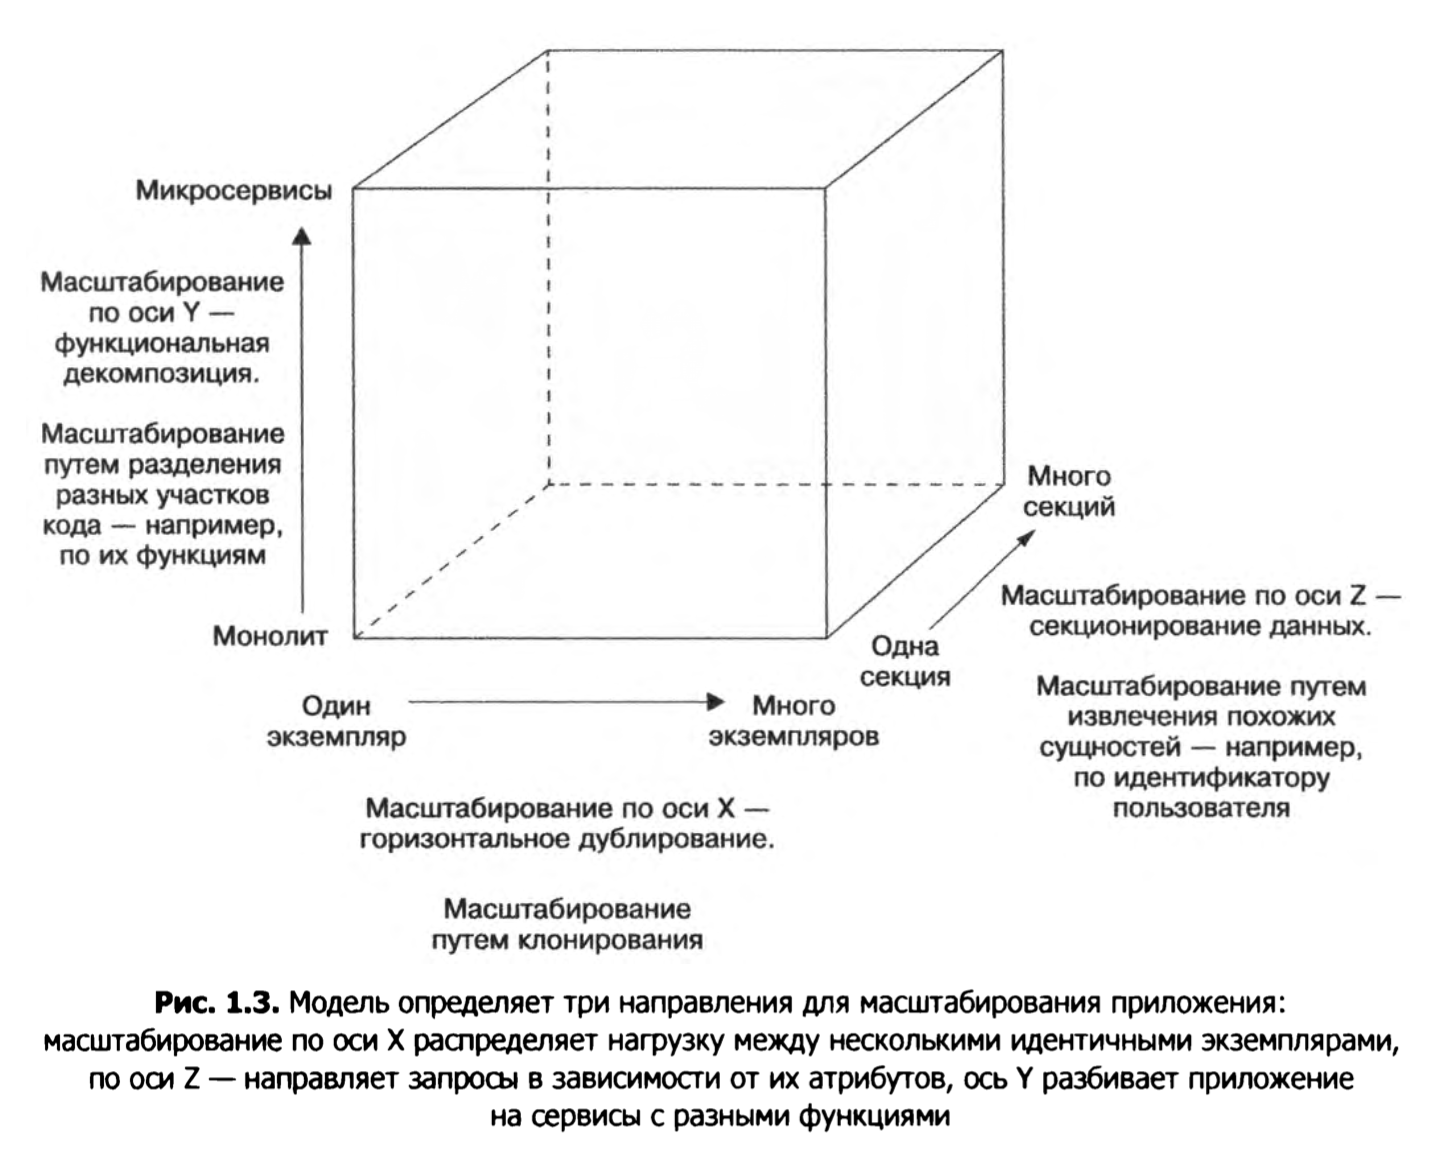 Микросервисы
Масштабирование
по оси Y —
функциональная
декомпозиция.
Масштабирование
путем разделения
разных участков
кода — например,
по их функциям
Монолит
Один
экземпляр
Много
экземпляров
Одна
секция
Много
секций
Масштабирование по оси Z —
секционирование данных.
Масштабирование путем
извлечения похожих
сущностей — например,
по идентификатору
пользователя
Масштабирование по оси X —
горизонтальное дублирование.
Масштабирование
путем клонирования
Рис. 1.3. Модель определяет три направления для масштабирования приложения:
масштабирование по оси X распределяет нагрузку между несколькими идентичными экземплярами,
по оси Z — направляет запросы в зависимости от их атрибутов, ось Y разбивает приложение
на сервисы с разными функциями